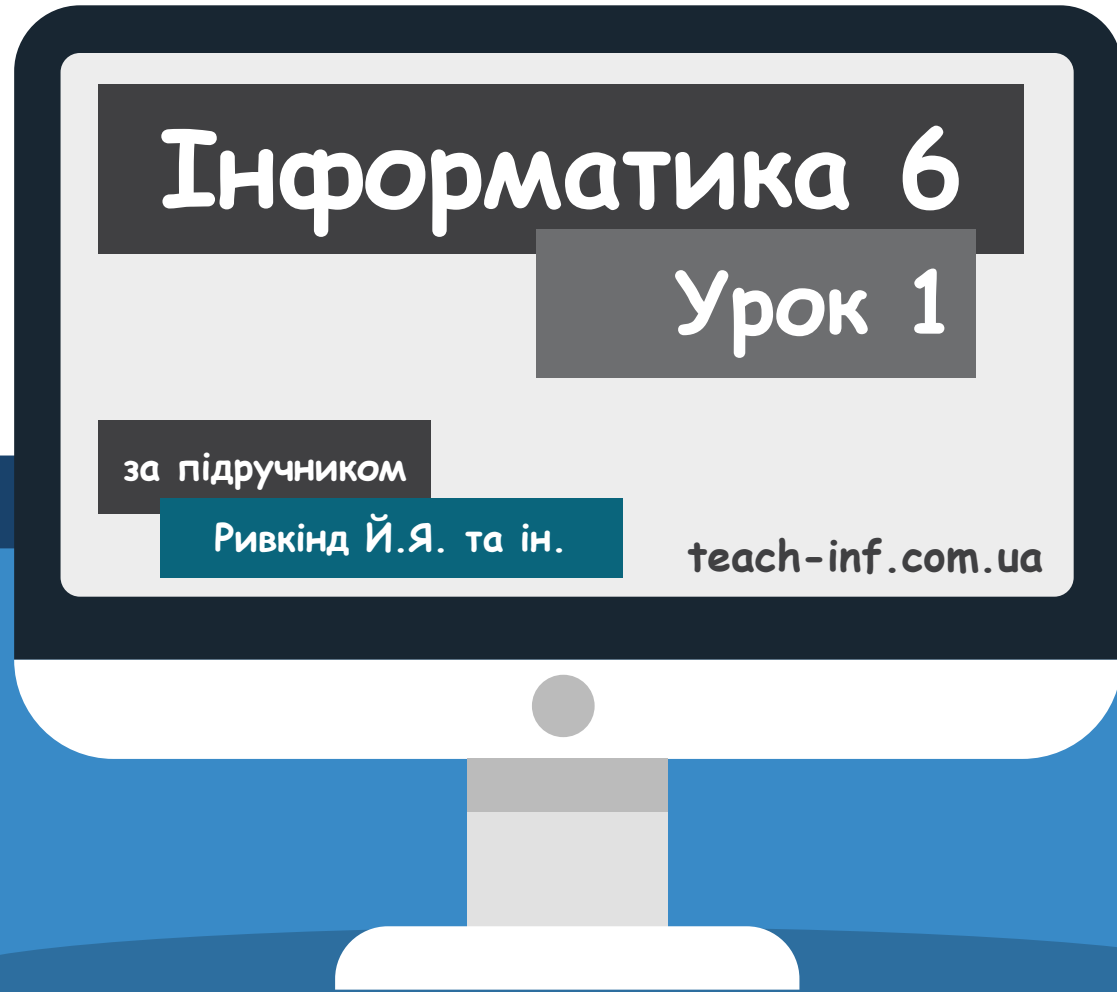 Інформатика 6
Урок 1
за підручником
Ривкінд Й.Я. та ін.
teach-inf.com.ua